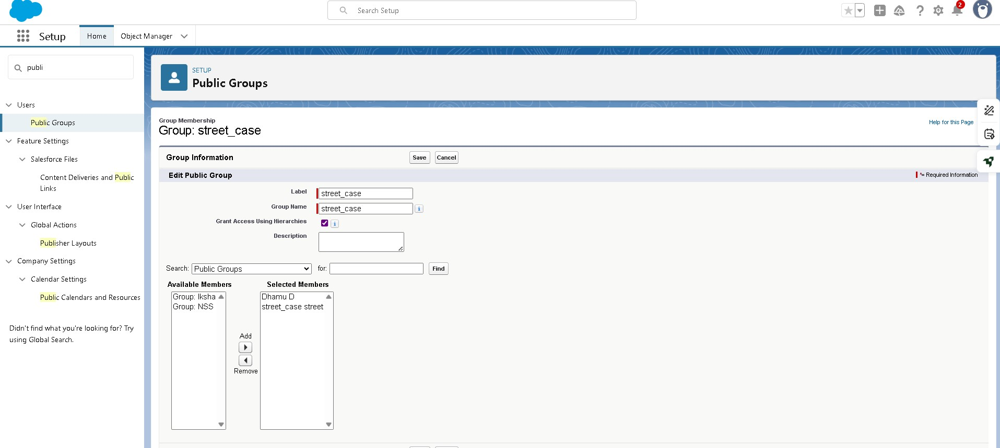 Search Setup
2
Setup
Home
Object Manager
publi
Users
Public Groups
Feature Settings
Salesforce Files
Content Deliveries and Public
Links
User Interface
Global Actions
Publisher Layouts
Company Settings
Calendar Settings
Public Calendars and Resources
Didn't find what you're looking for? Try
using Global Search.
SETUP
Public Groups
Group Membership
Group: street_case
Help for this Page
Group Information
Save
Cancel
Edit Public Group
*= Required Information
Label
street_case
Group Name
street_case
i
Grant Access Using Hierarchies
i
Description
Search: Public Groups for: Find
Available Members
Selected Members
Group: Iksha
Group: NSS
Add
Remove
Dhamu D
street_case street